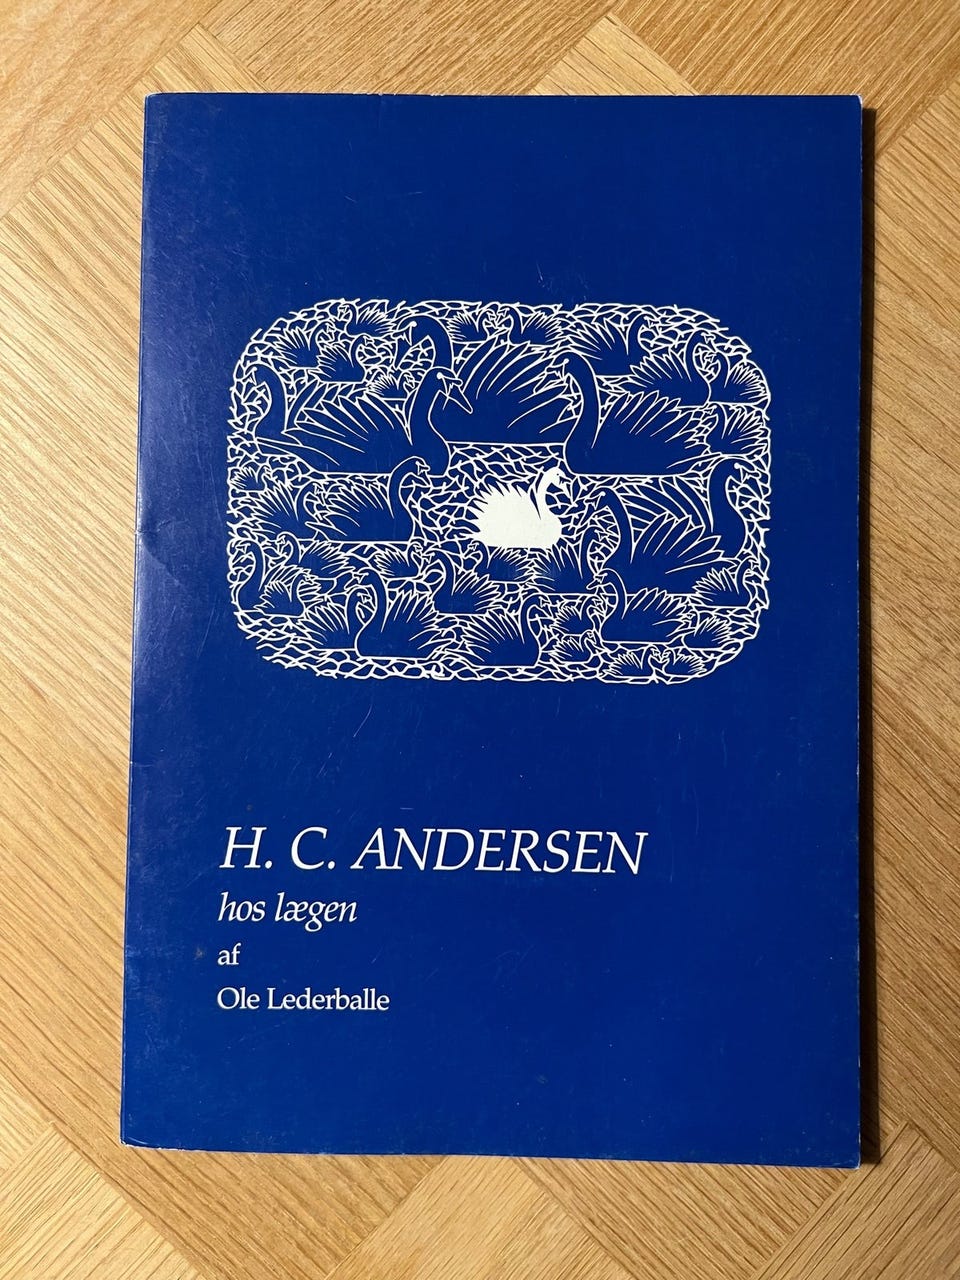 H. C. ANDERSEN
hos lægen
af
Ole Lederballe